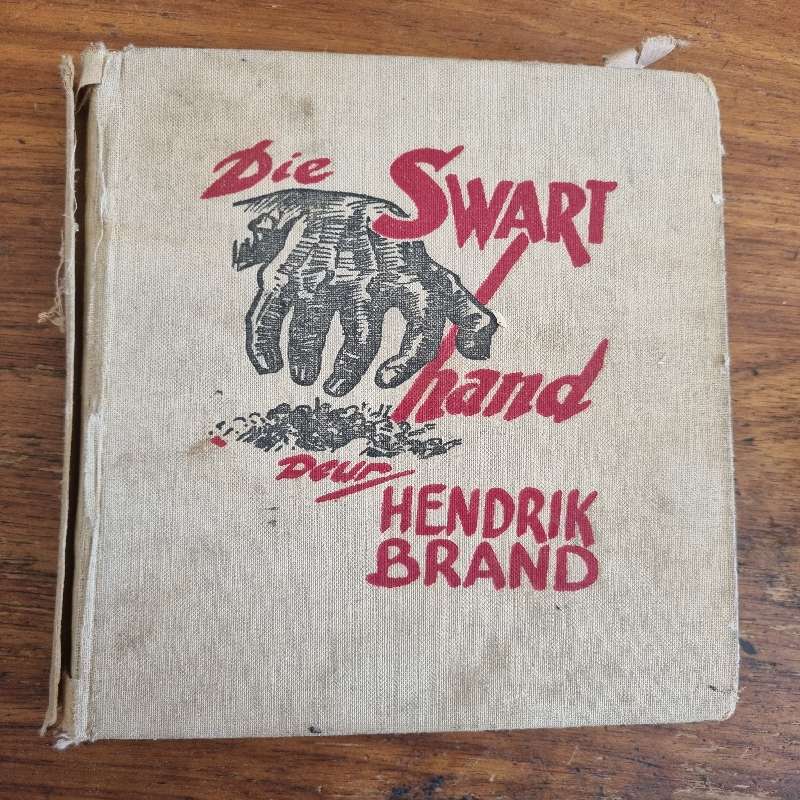 Die SWART
hand
Deur
HENDRIK
BRAND